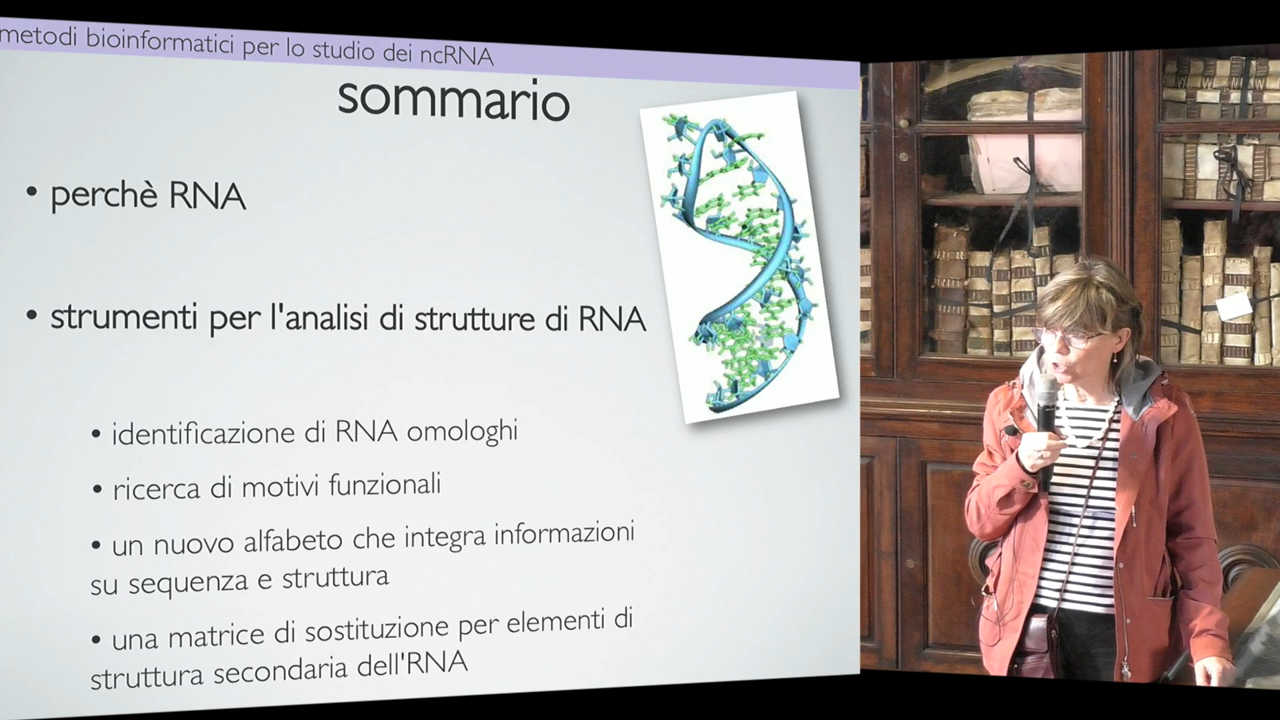 metodi bioinformatici per lo studio dei ncRNA
sommario
• perchè RNA
• strumenti per l'analisi di strutture di RNA
• identificazione di RNA omologhi
• ricerca di motivi funzionali
• un nuovo alfabeto che integra informazioni
su sequenza e struttura
• una matrice di sostituzione per elementi di
struttura secondaria dell'RNA